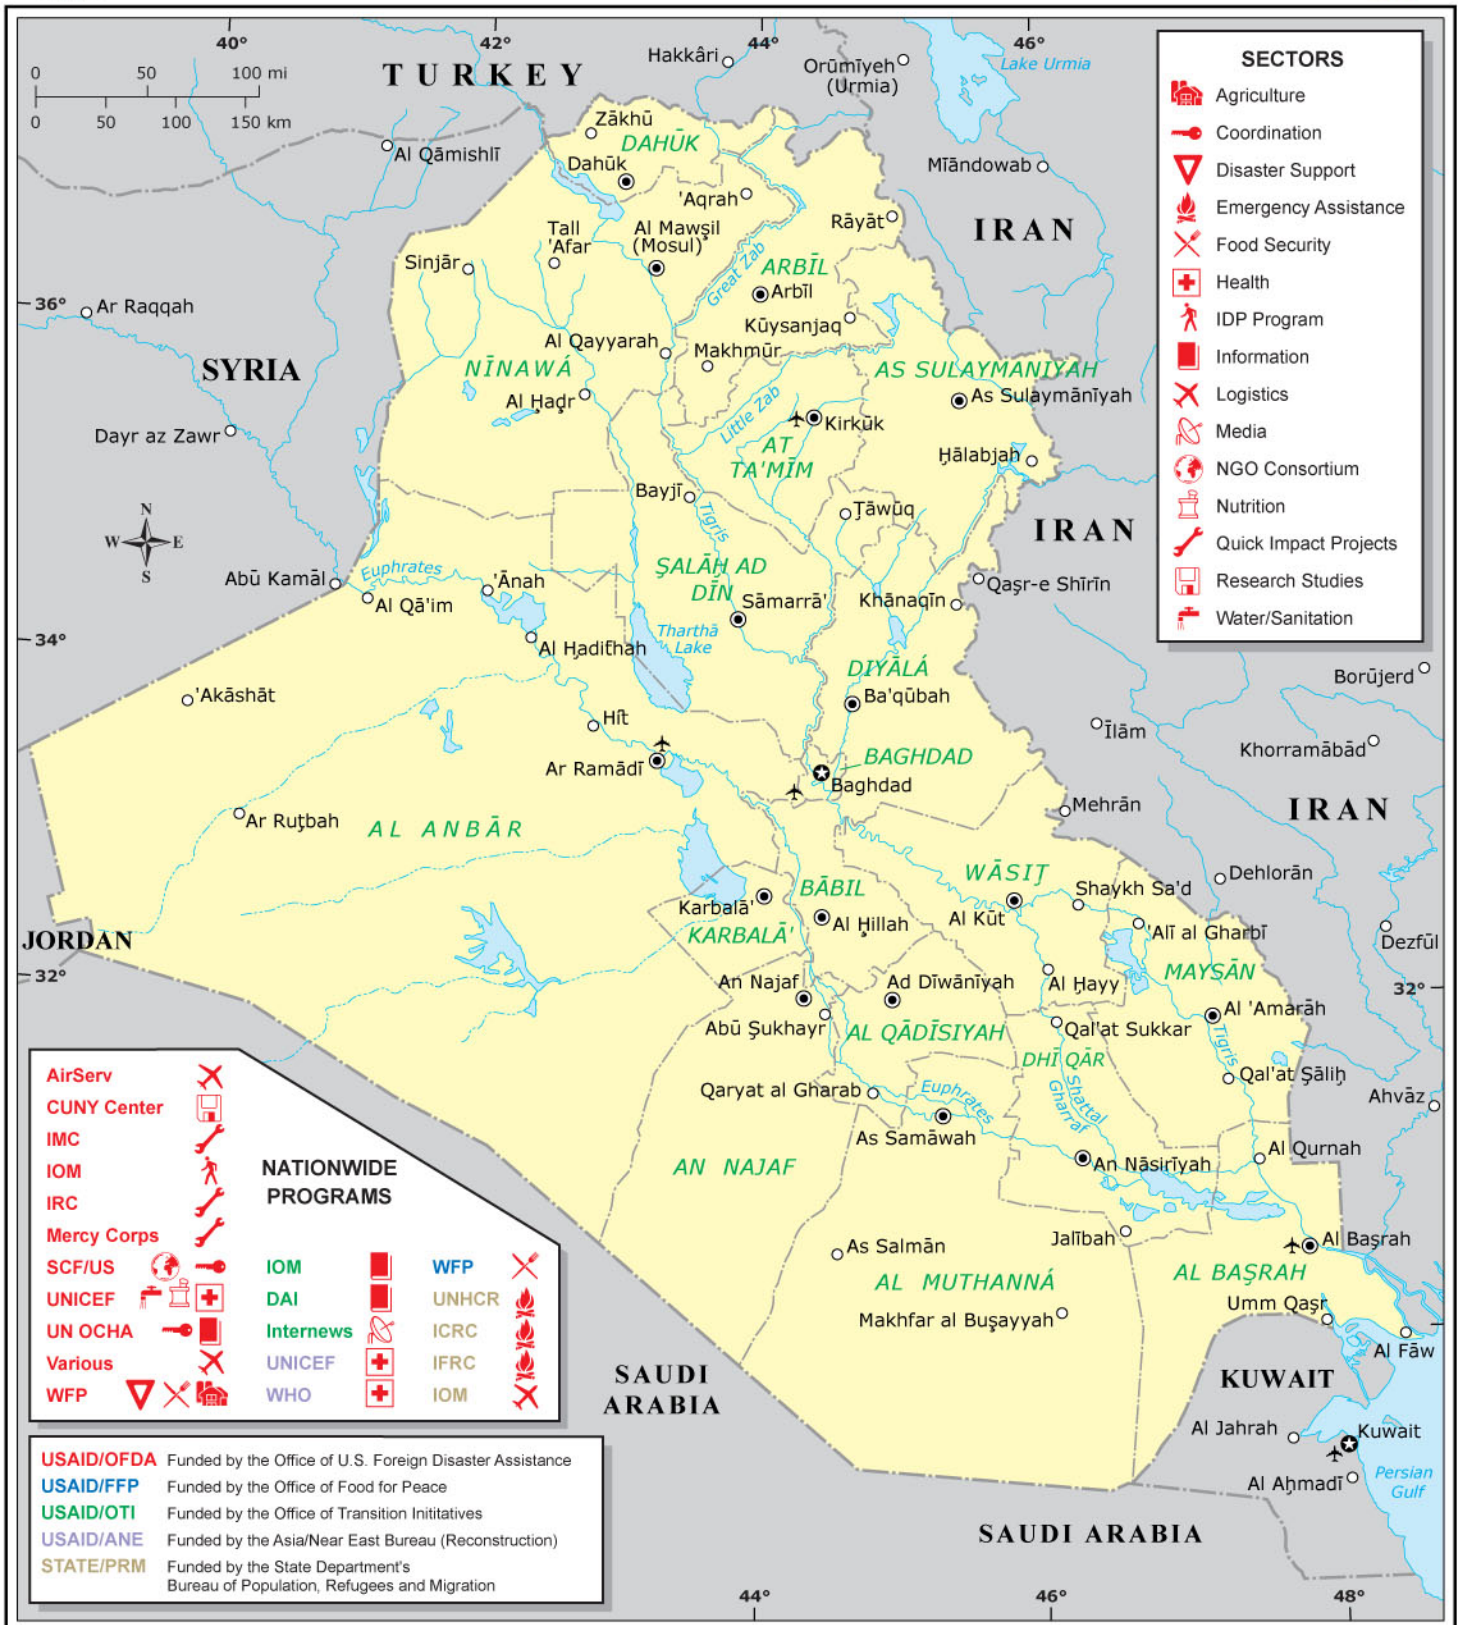 40°
42°
44°
46°
0 50 100 mi
0 50 100 150 km
TURKEY
Hakkâri
Orūmīyeh
(Urmia)
Lake Urmia
SECTORS
Agriculture
Coordination
Disaster Support
Emergency Assistance
Food Security
Health
IDP Program
Information
Logistics
Media
NGO Consortium
Nutrition
Quick Impact Projects
Research Studies
Water/Sanitation
Zākhū
DAHŪK
Al Qāmishlī
Dahūk
Mīāndowab
'Aqrah
Rāyāt
IRAN
Tall
'Afar
Al Mawşil
(Mosul)
Sinjār
Great Zab
ARBĪL
Arbīl
36°
Ar Raqqah
Kūysanjaq
Al Qayyarah
Makhmūr
SYRIA
NĪNAWÁ
AS SULAYMANIYAH
As Sulaymānīyah
Al Ḩaḑr
Little Zab
Kirkūk
Dayr az Zawr
AT
TA'MĪM
Ḩālabjah
Bayjī
Tigris
Ţāwūq
IRAN
N
W E
S
Abū Kamāl
Euphrates
'Ānah
ŞALĀḨ AD
DĪN
Qaşr-e Shīrīn
Al Qā'im
Sāmarrā'
Khānaqīn
34°
Al Ḩadīthah
Tharthā
Lake
DIYĀLÁ
Borūjerd
'Akāshāt
Ba'qūbah
Hīt
Īlām
Khorramābād
Ar Ramādī
BAGHDAD
Baghdad
Mehrān
IRAN
Ar Ruţbah
AL ANBĀR
WĀSIŢ
Dehlorān
Karbalā'
BĀBIL
Al Ḩillah
Al Kūt
Shaykh Sa'd
'Alī al Gharbī
JORDAN
KARBALĀ'
Dezfūl
32°
MAYSĀN
An Najaf
Ad Dīwānīyah
Al Ḩayy
32°
Abū Şukhayr
AL QĀDĪSIYAH
Qal'at Sukkar
Al 'Amarāh
DHĪ QĀR
Tigris
Qaryat al Gharab
Euphrates
Shattal
Gharraf
Qal'at Şāliḩ
Ahvāz
As Samāwah
Al Qurnah
AN NAJAF
An Nāsirīyah
As Salmān
Jalībah
Al Başrah
AL MUTHANNÁ
AL BAŞRAH
Makhfar al Buşayyah
Umm Qaşr
Al Fāw
SAUDI
ARABIA
KUWAIT
Al Jahrah
Kuwait
Al Aḩmadī
Persian
Gulf
SAUDI ARABIA
NATIONWIDE
PROGRAMS
AirServ
CUNY Center
IMC
IOM
IRC
Mercy Corps
SCF/US
UNICEF
UN OCHA
Various
WFP
IOM
DAI
Internews
UNICEF
WHO
WFP
UNHCR
ICRC
IFRC
IOM
USAID/OFDA Funded by the Office of U.S. Foreign Disaster Assistance
USAID/FFP Funded by the Office of Food for Peace
USAID/OTI Funded by the Office of Transition Inititatives
USAID/ANE Funded by the Asia/Near East Bureau (Reconstruction)
STATE/PRM Funded by the State Department's
Bureau of Population, Refugees and Migration
44°
46°
48°